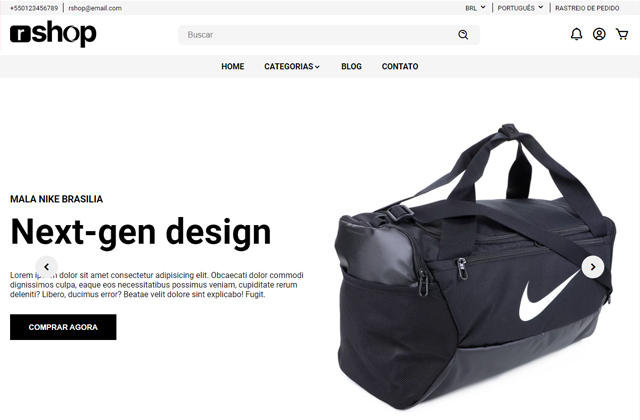 +550123456789 rshop@email.com BRL PORTUGUÊS RASTREIO DE PEDIDO
rshop
Buscar
HOME CATEGORIAS BLOG CONTATO
MALA NIKE BRASILIA
Next-gen design
Lorem dolor sit amet consectetur adipisicing elit. Obcaecati dolor commodi
dignissimos culpa, eaque eos necessitatibus possimus veniam, cupiditate rerum
deleniti? Libero, ducimus error? Beatae velit dolore sint explicabo! Fugit.
COMPRAR AGORA